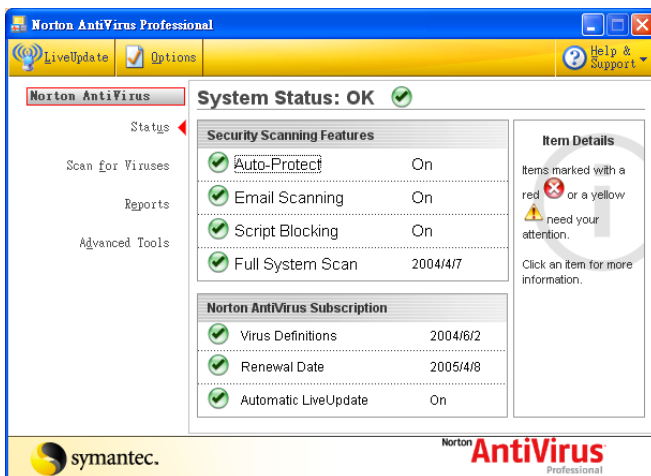 Norton AntiVirus Professional
LiveUpdate
Options
Help &
Support
Norton AntiVirus
Status
Scan for Viruses
Reports
Advanced Tools
System Status: OK
Security Scanning Features
Auto-Protect On
Email Scanning On
Script Blocking On
Full System Scan 2004/4/7
Norton AntiVirus Subscription
Virus Definitions 2004/6/2
Renewal Date 2005/4/8
Automatic LiveUpdate On
Item Details
Items marked with a
red or a yellow
need your
attention.
Click an item for more
information.
symantec.
Norton AntiVirus
Professional